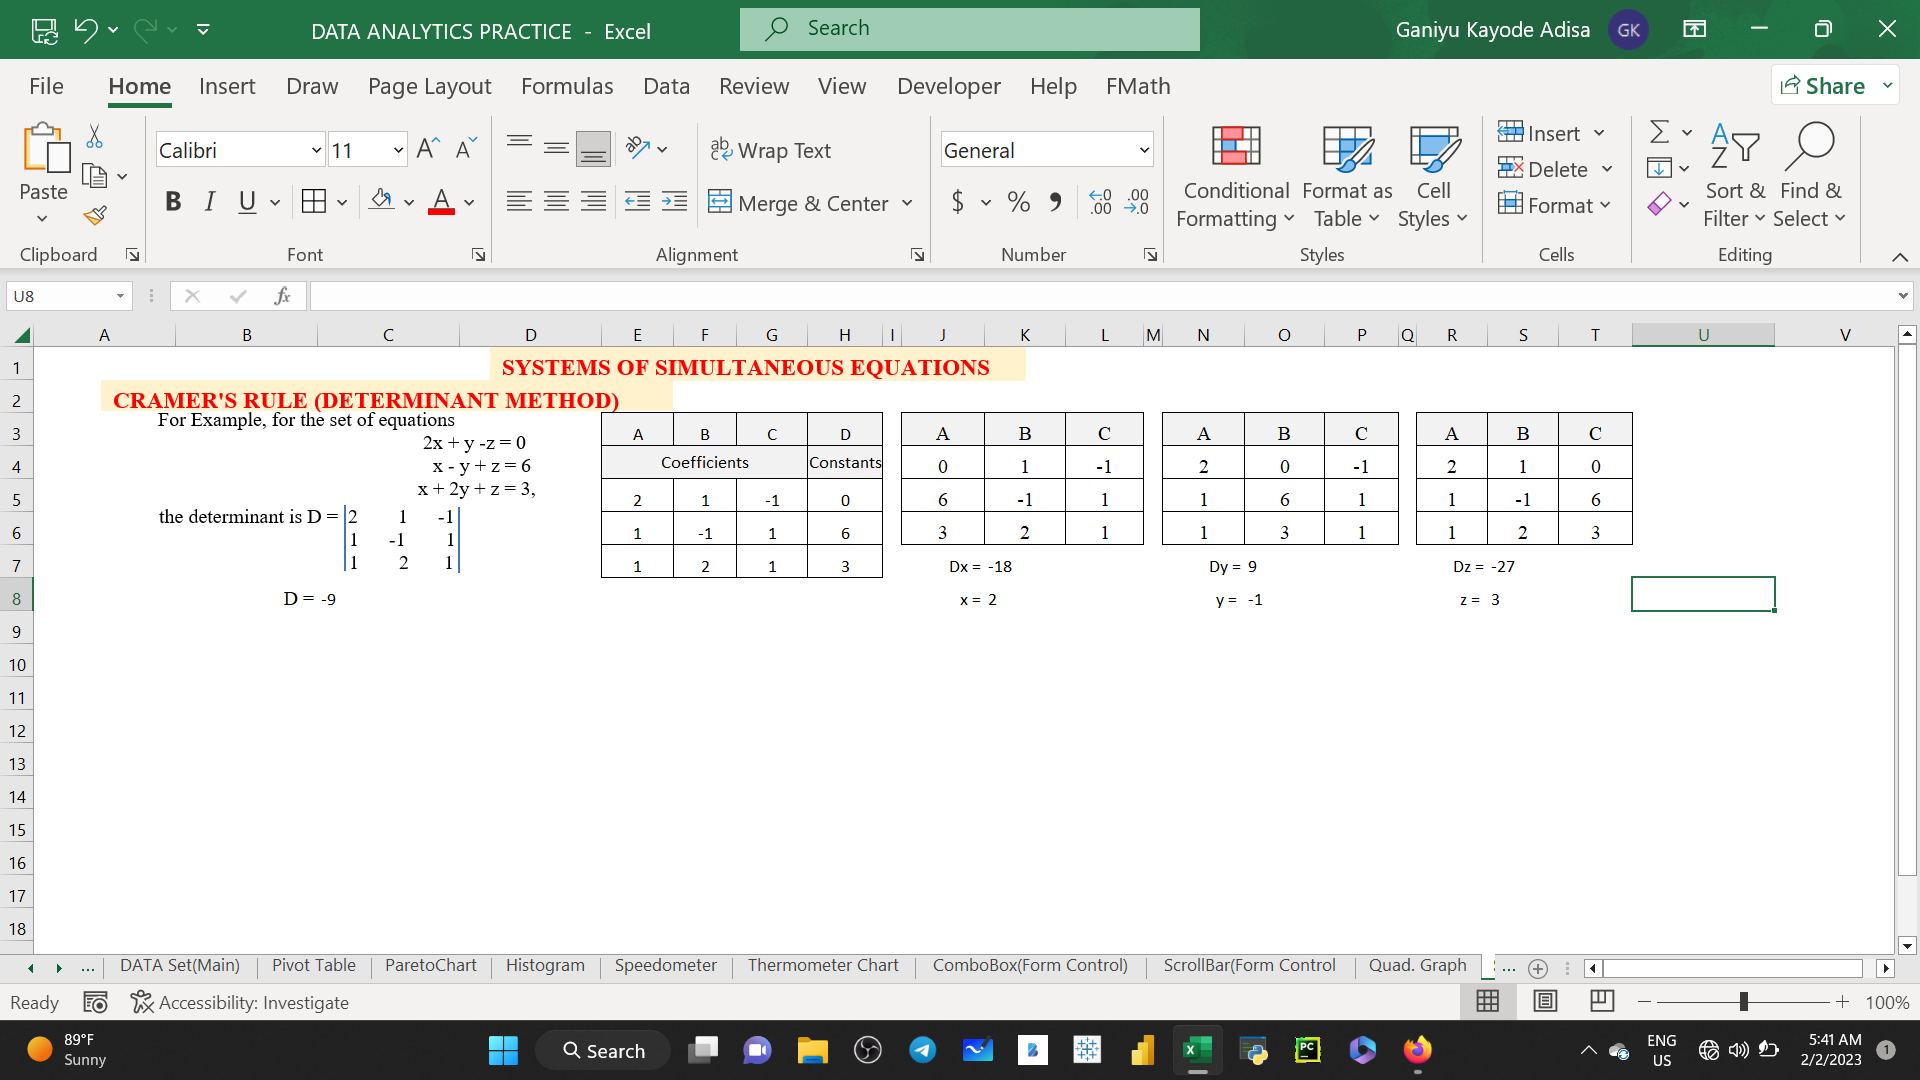 DATA ANALYTICS PRACTICE - Excel
Search
Ganiyu Kayode Adisa
GK
File Home Insert Draw Page Layout Formulas Data Review View Developer Help FMath
Share
Paste
Clipboard
Calibri 11
B I U
Font
Wrap Text
Merge & Center
Alignment
General
$ % ,
Number
Conditional Formatting
Format as Table
Cell Styles
Styles
Insert
Delete
Format
Cells
Sort & Filter
Find & Select
Editing
U8
fx
A B C D E F G H I J K L M N O P Q R S T U V
1 SYSTEMS OF SIMULTANEOUS EQUATIONS
2 CRAMER'S RULE (DETERMINANT METHOD)
For Example, for the set of equations
2x + y -z = 0
x - y + z = 6
x + 2y + z = 3,
the determinant is D = 2 1 -1
1 -1 1
1 2 1
D = -9
A B C D
Coefficients Constants
2 1 -1 0
1 -1 1 6
1 2 1 3
A B C
0 1 -1
6 -1 1
3 2 1
Dx = -18
x = 2
A B C
2 0 -1
1 6 1
1 3 1
Dy = 9
y = -1
A B C
2 1 0
1 -1 6
1 2 3
Dz = -27
z = 3
3
4
5
6
7
8
9
10
11
12
13
14
15
16
17
18
... DATA Set(Main) Pivot Table ParetoChart Histogram Speedometer Thermometer Chart ComboBox(Form Control) ScrollBar(Form Control Quad. Graph ...
Ready Accessibility: Investigate 100%
89°F
Sunny
Search
ENG
US
5:41 AM
2/2/2023
1